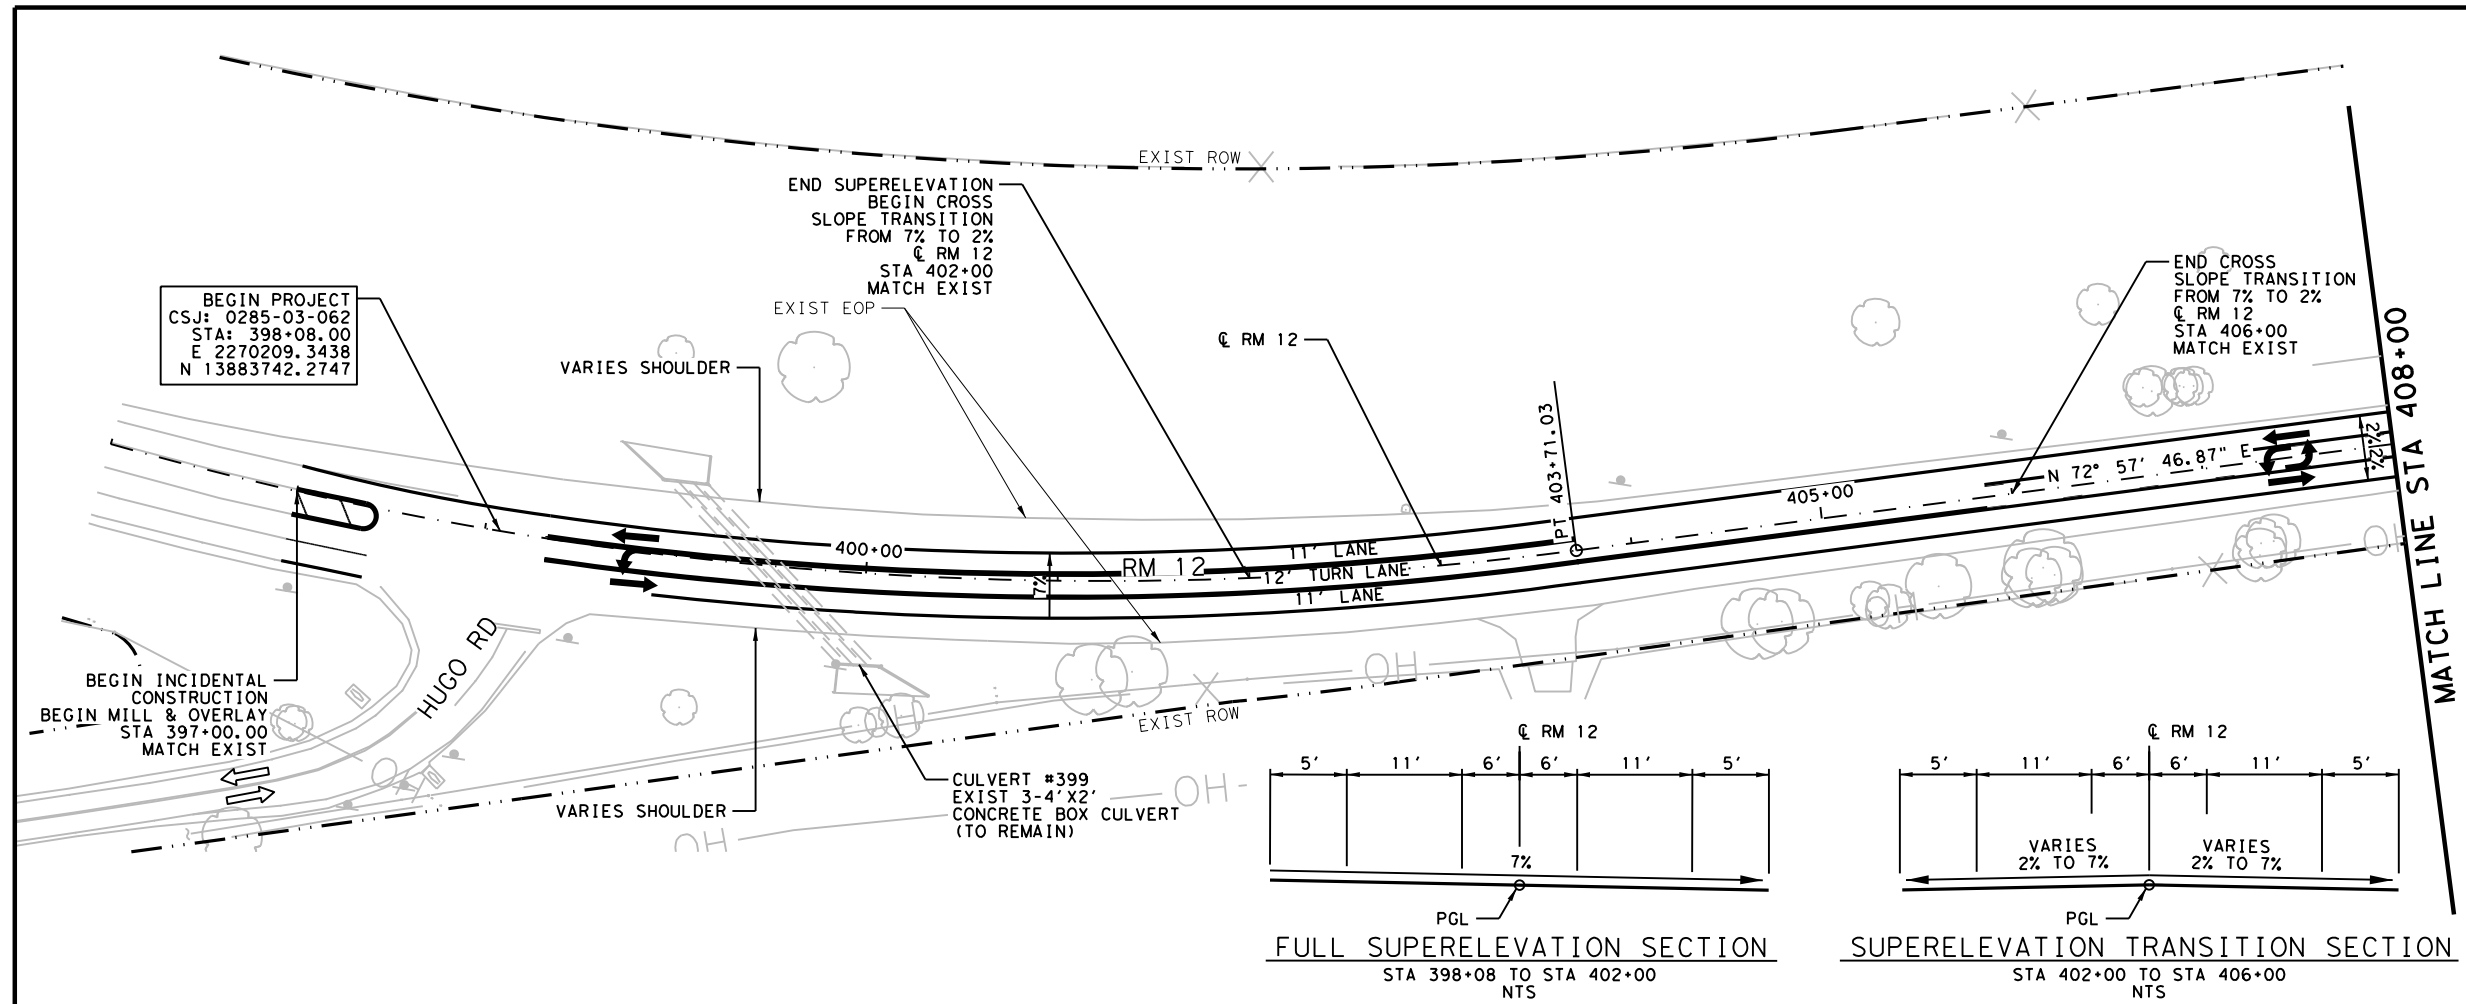 EXIST ROW
END SUPERELEVATION
BEGIN CROSS
SLOPE TRANSITION
FROM 7% TO 2%
℄ RM 12
STA 402+00
MATCH EXIST
END CROSS
SLOPE TRANSITION
FROM 7% TO 2%
℄ RM 12
STA 406+00
MATCH EXIST
BEGIN PROJECT
CSJ: 0285-03-062
STA: 398+08.00
E 2270209.3438
N 13883742.2747
EXIST EOP
VARIES SHOULDER
℄ RM 12
PT 403+71.03
MATCH LINE STA 408+00
N 72° 57' 46.87" E
2%
2%
405+00
400+00
RM 12
7%
11' LANE
12' TURN LANE
11' LANE
HUGO RD
BEGIN INCIDENTAL
CONSTRUCTION
BEGIN MILL & OVERLAY
STA 397+00.00
MATCH EXIST
OH
EXIST ROW
VARIES SHOULDER
CULVERT #399
EXIST 3-4'X2'
CONCRETE BOX CULVERT
(TO REMAIN)
OH
OH
℄ RM 12
5' 11' 6' 6' 11' 5'
7%
PGL
FULL SUPERELEVATION SECTION
STA 398+08 TO STA 402+00
NTS
℄ RM 12
5' 11' 6' 6' 11' 5'
VARIES
2% TO 7%
VARIES
2% TO 7%
PGL
SUPERELEVATION TRANSITION SECTION
STA 402+00 TO STA 406+00
NTS